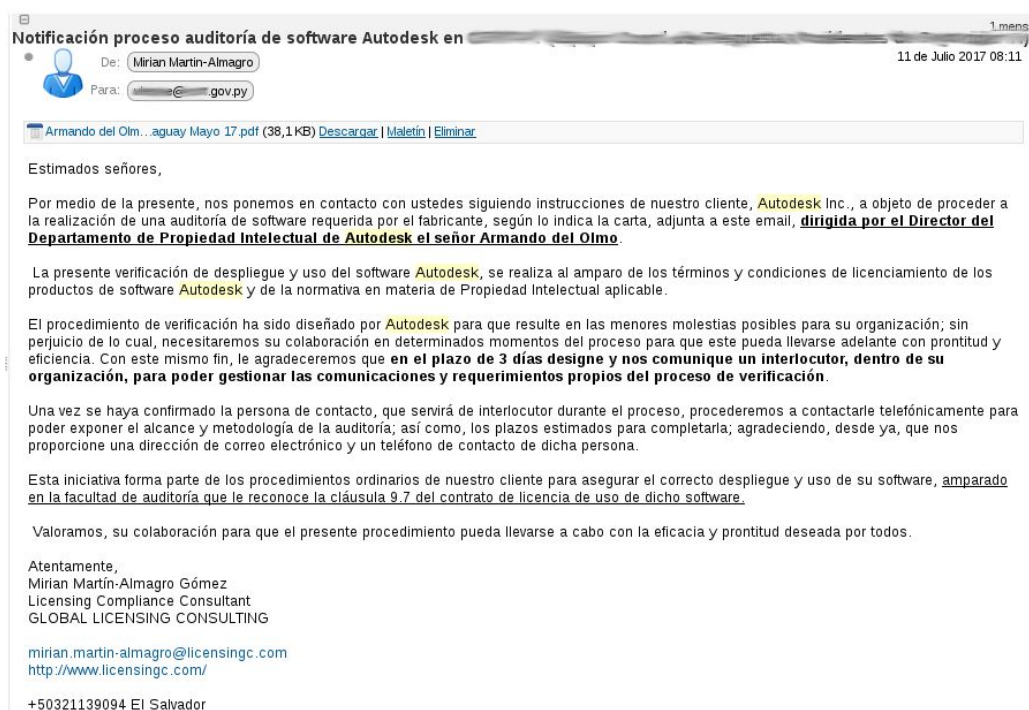 1 mens
Notificación proceso auditoría de software Autodesk en
De: Mirian Martin-Almagro
11 de Julio 2017 08:11
Para: e@ .gov.py
Armando del Olm...aguay Mayo 17.pdf (38,1 KB) Descargar | Maletín | Eliminar
Estimados señores,
Por medio de la presente, nos ponemos en contacto con ustedes siguiendo instrucciones de nuestro cliente, Autodesk Inc., a objeto de proceder a
la realización de una auditoría de software requerida por el fabricante, según lo indica la carta, adjunta a este email, dirigida por el Director del
Departamento de Propiedad Intelectual de Autodesk el señor Armando del Olmo.
La presente verificación de despliegue y uso del software Autodesk, se realiza al amparo de los términos y condiciones de licenciamiento de los
productos de software Autodesk y de la normativa en materia de Propiedad Intelectual aplicable.
El procedimiento de verificación ha sido diseñado por Autodesk para que resulte en las menores molestias posibles para su organización; sin
perjuicio de lo cual, necesitaremos su colaboración en determinados momentos del proceso para que este pueda llevarse adelante con prontitud y
eficiencia. Con este mismo fin, le agradeceremos que en el plazo de 3 días designe y nos comunique un interlocutor, dentro de su
organización, para poder gestionar las comunicaciones y requerimientos propios del proceso de verificación.
Una vez se haya confirmado la persona de contacto, que servirá de interlocutor durante el proceso, procederemos a contactarle telefónicamente para
poder exponer el alcance y metodología de la auditoría; así como, los plazos estimados para completarla; agradeciendo, desde ya, que nos
proporcione una dirección de correo electrónico y un teléfono de contacto de dicha persona.
Esta iniciativa forma parte de los procedimientos ordinarios de nuestro cliente para asegurar el correcto despliegue y uso de su software, amparado
en la facultad de auditoría que le reconoce la cláusula 9.7 del contrato de licencia de uso de dicho software.
Valoramos, su colaboración para que el presente procedimiento pueda llevarse a cabo con la eficacia y prontitud deseada por todos.
Atentamente,
Mirian Martín-Almagro Gómez
Licensing Compliance Consultant
GLOBAL LICENSING CONSULTING
mirian.martin-almagro@licensingc.com
http://www.licensingc.com/
+50321139094 El Salvador